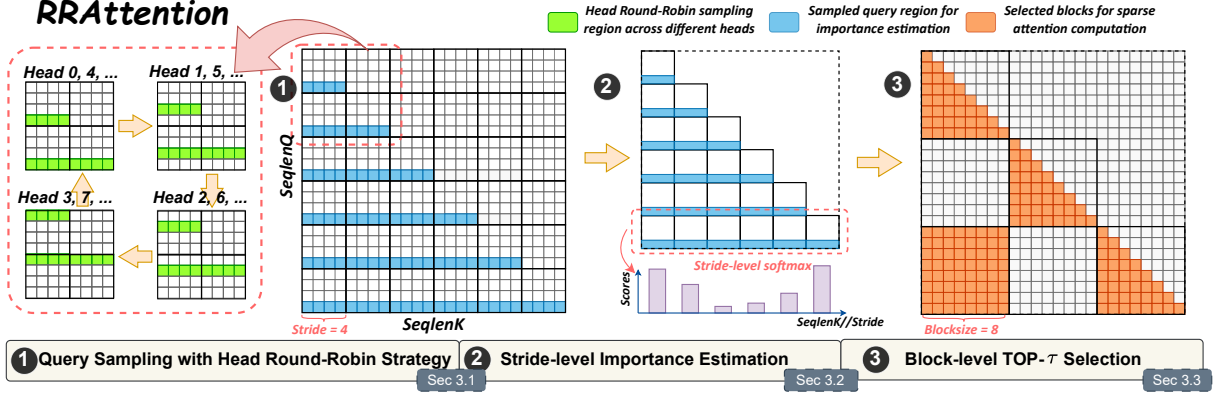 RRAttention
Head Round-Robin sampling
region across different heads
Sampled query region for
importance estimation
Selected blocks for sparse
attention computation
Head 0, 4, ...
Head 1, 5, ...
Head 3, 7, ...
Head 2, 6, ...
1
SeqlenQ
SeqlenK
Stride = 4
2
Stride-level softmax
Scores
SeqlenK//Stride
3
Blocksize = 8
1 Query Sampling with Head Round-Robin Strategy
Sec 3.1
2 Stride-level Importance Estimation
Sec 3.2
3 Block-level TOP-τ Selection
Sec 3.3